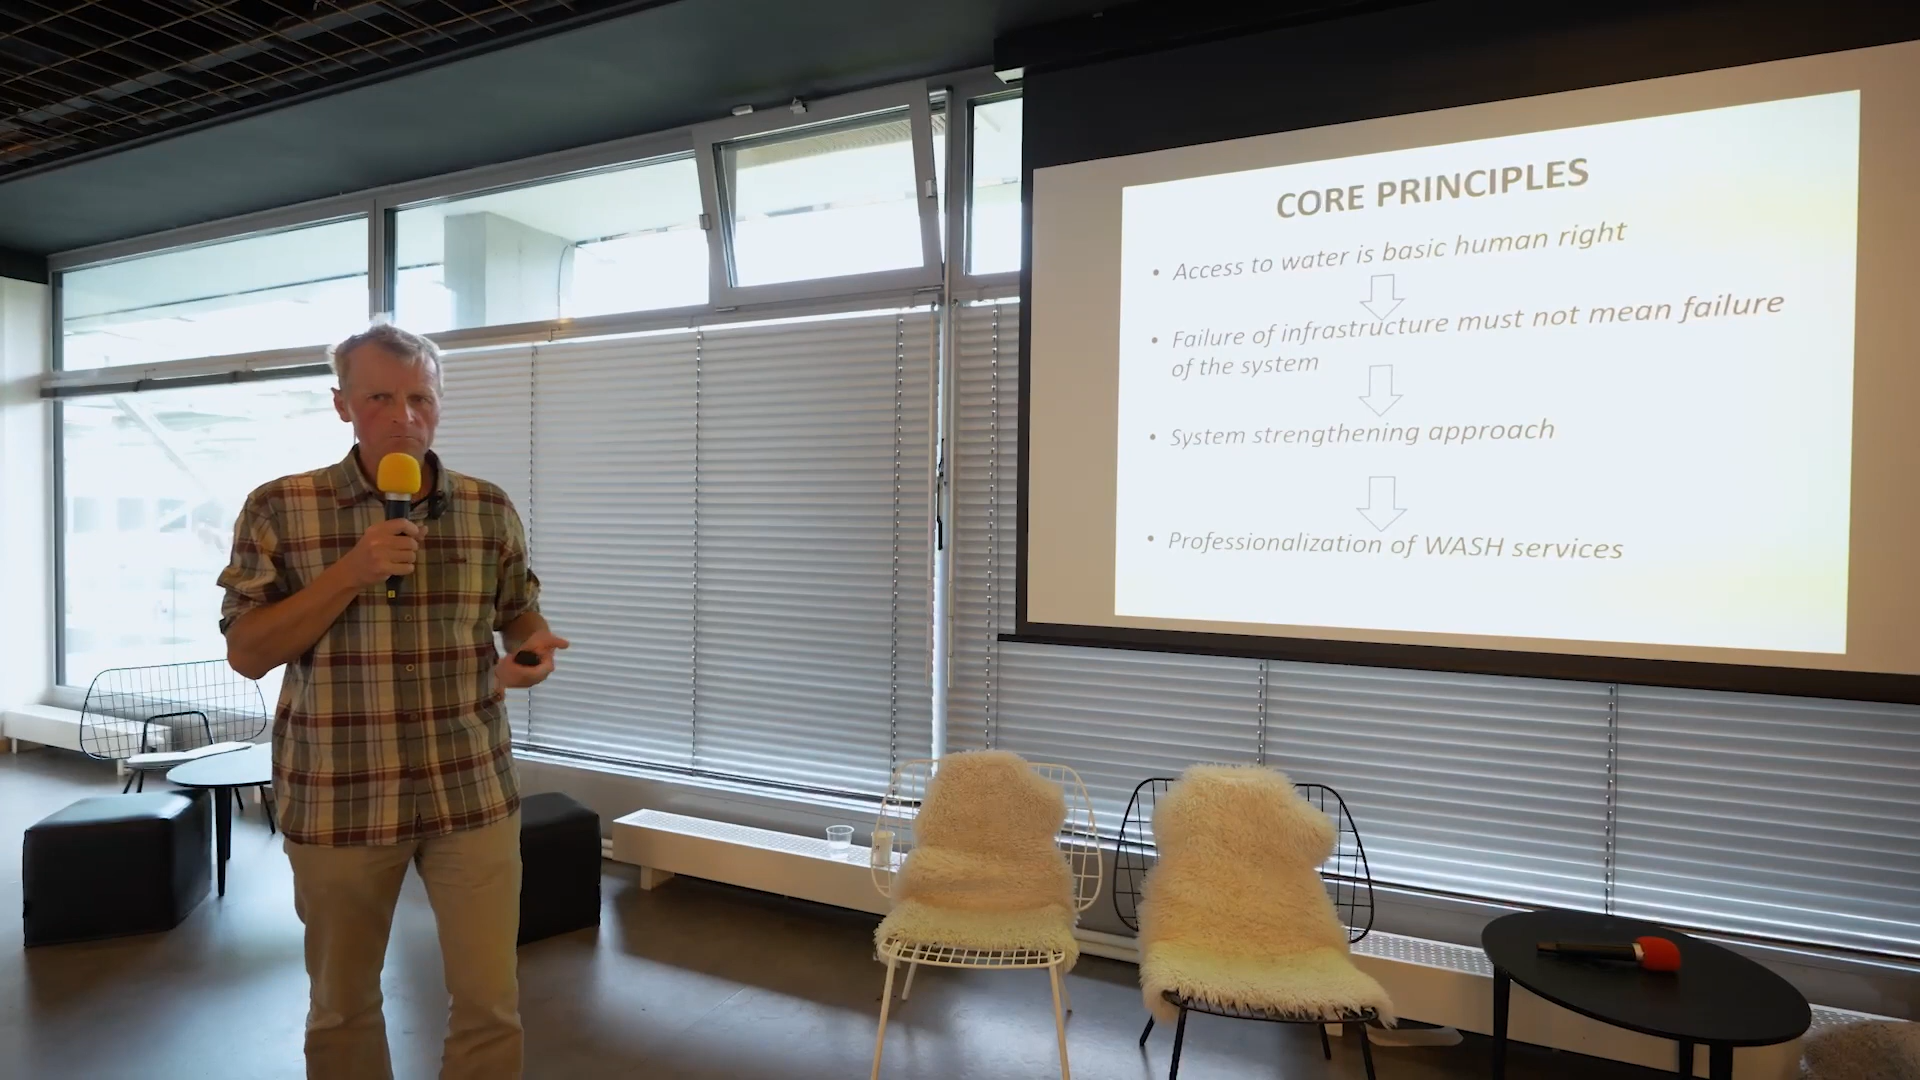 CORE PRINCIPLES
• Access to water is basic human right
• Failure of infrastructure must not mean failure
of the system
• System strengthening approach
• Professionalization of WASH services